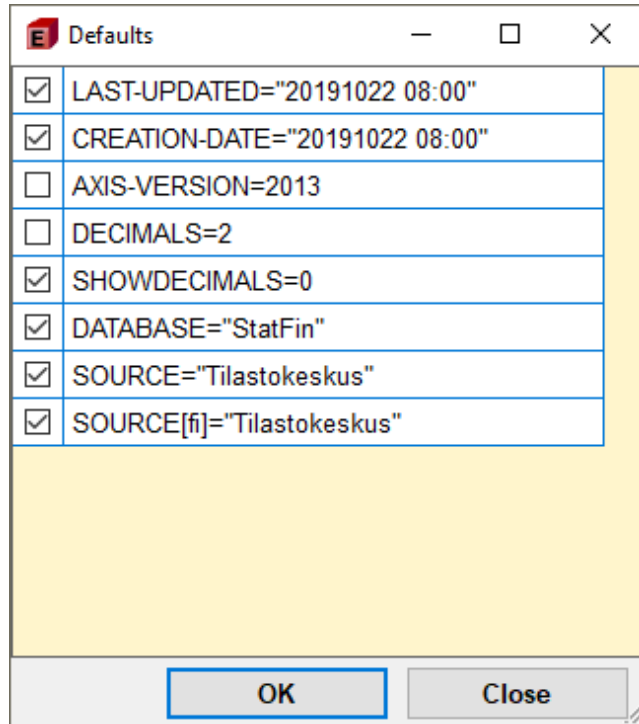 E Defaults
LAST-UPDATED="20191022 08:00"
CREATION-DATE="20191022 08:00"
AXIS-VERSION=2013
DECIMALS=2
SHOWDECIMALS=0
DATABASE="StatFin"
SOURCE="Tilastokeskus"
SOURCE[fi]="Tilastokeskus"
OK Close